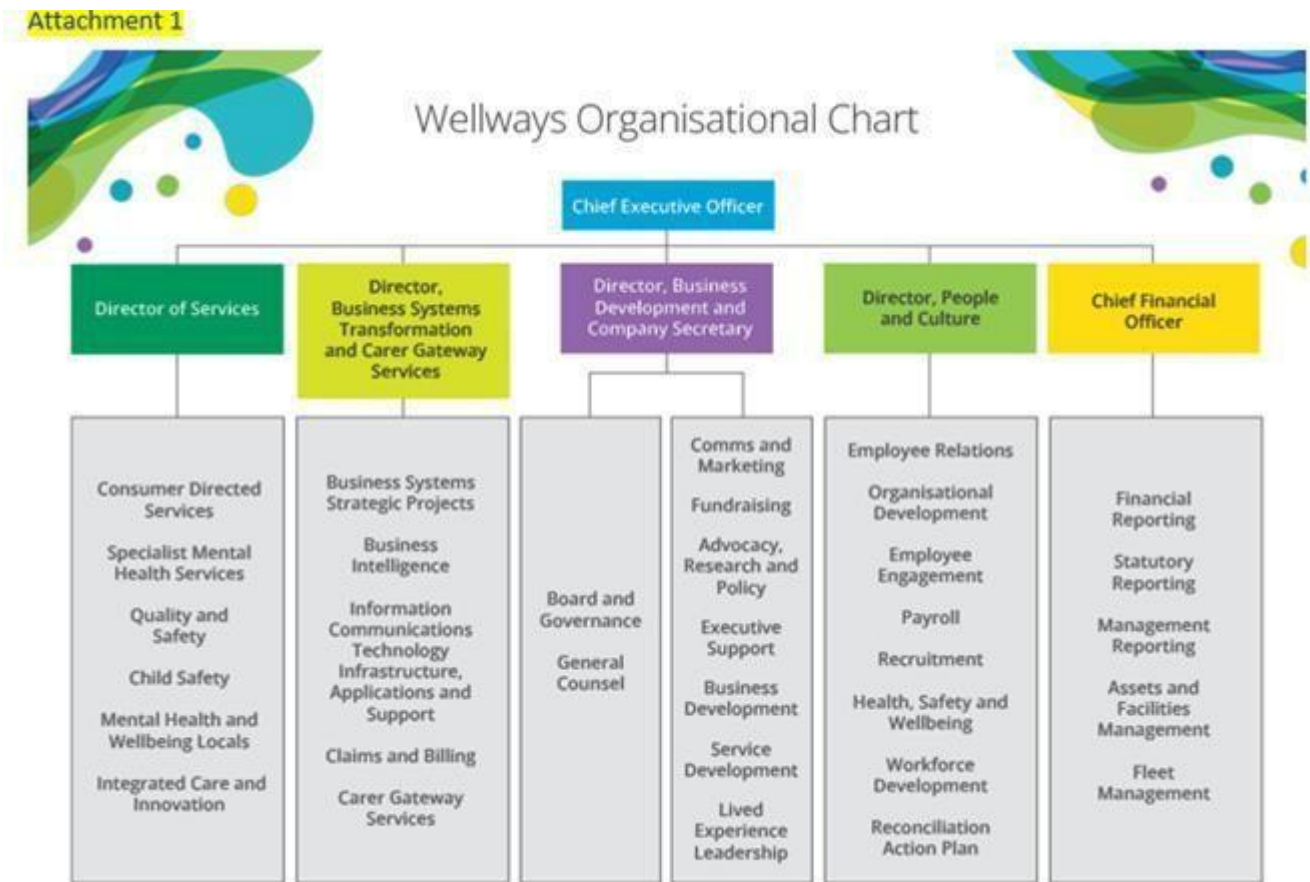 Attachment 1
Wellways Organisational Chart
Chief Executive Officer
Director of Services
Director,
Business Systems
Transformation
and Carer Gateway
Services
Director, Business
Development and
Company Secretary
Director, People
and Culture
Chief Financial
Officer
Consumer Directed
Services
Specialist Mental
Health Services
Quality and
Safety
Child Safety
Mental Health and
Wellbeing Locals
Integrated Care and
Innovation
Business Systems
Strategic Projects
Business
Intelligence
Information
Communications
Technology
Infrastructure,
Applications and
Support
Claims and Billing
Carer Gateway
Services
Board and
Governance
General
Counsel
Comms and
Marketing
Fundraising
Advocacy,
Research and
Policy
Executive
Support
Business
Development
Service
Development
Lived
Experience
Leadership
Employee Relations
Organisational
Development
Employee
Engagement
Payroll
Recruitment
Health, Safety and
Wellbeing
Workforce
Development
Reconciliation
Action Plan
Financial
Reporting
Statutory
Reporting
Management
Reporting
Assets and
Facilities
Management
Fleet
Management